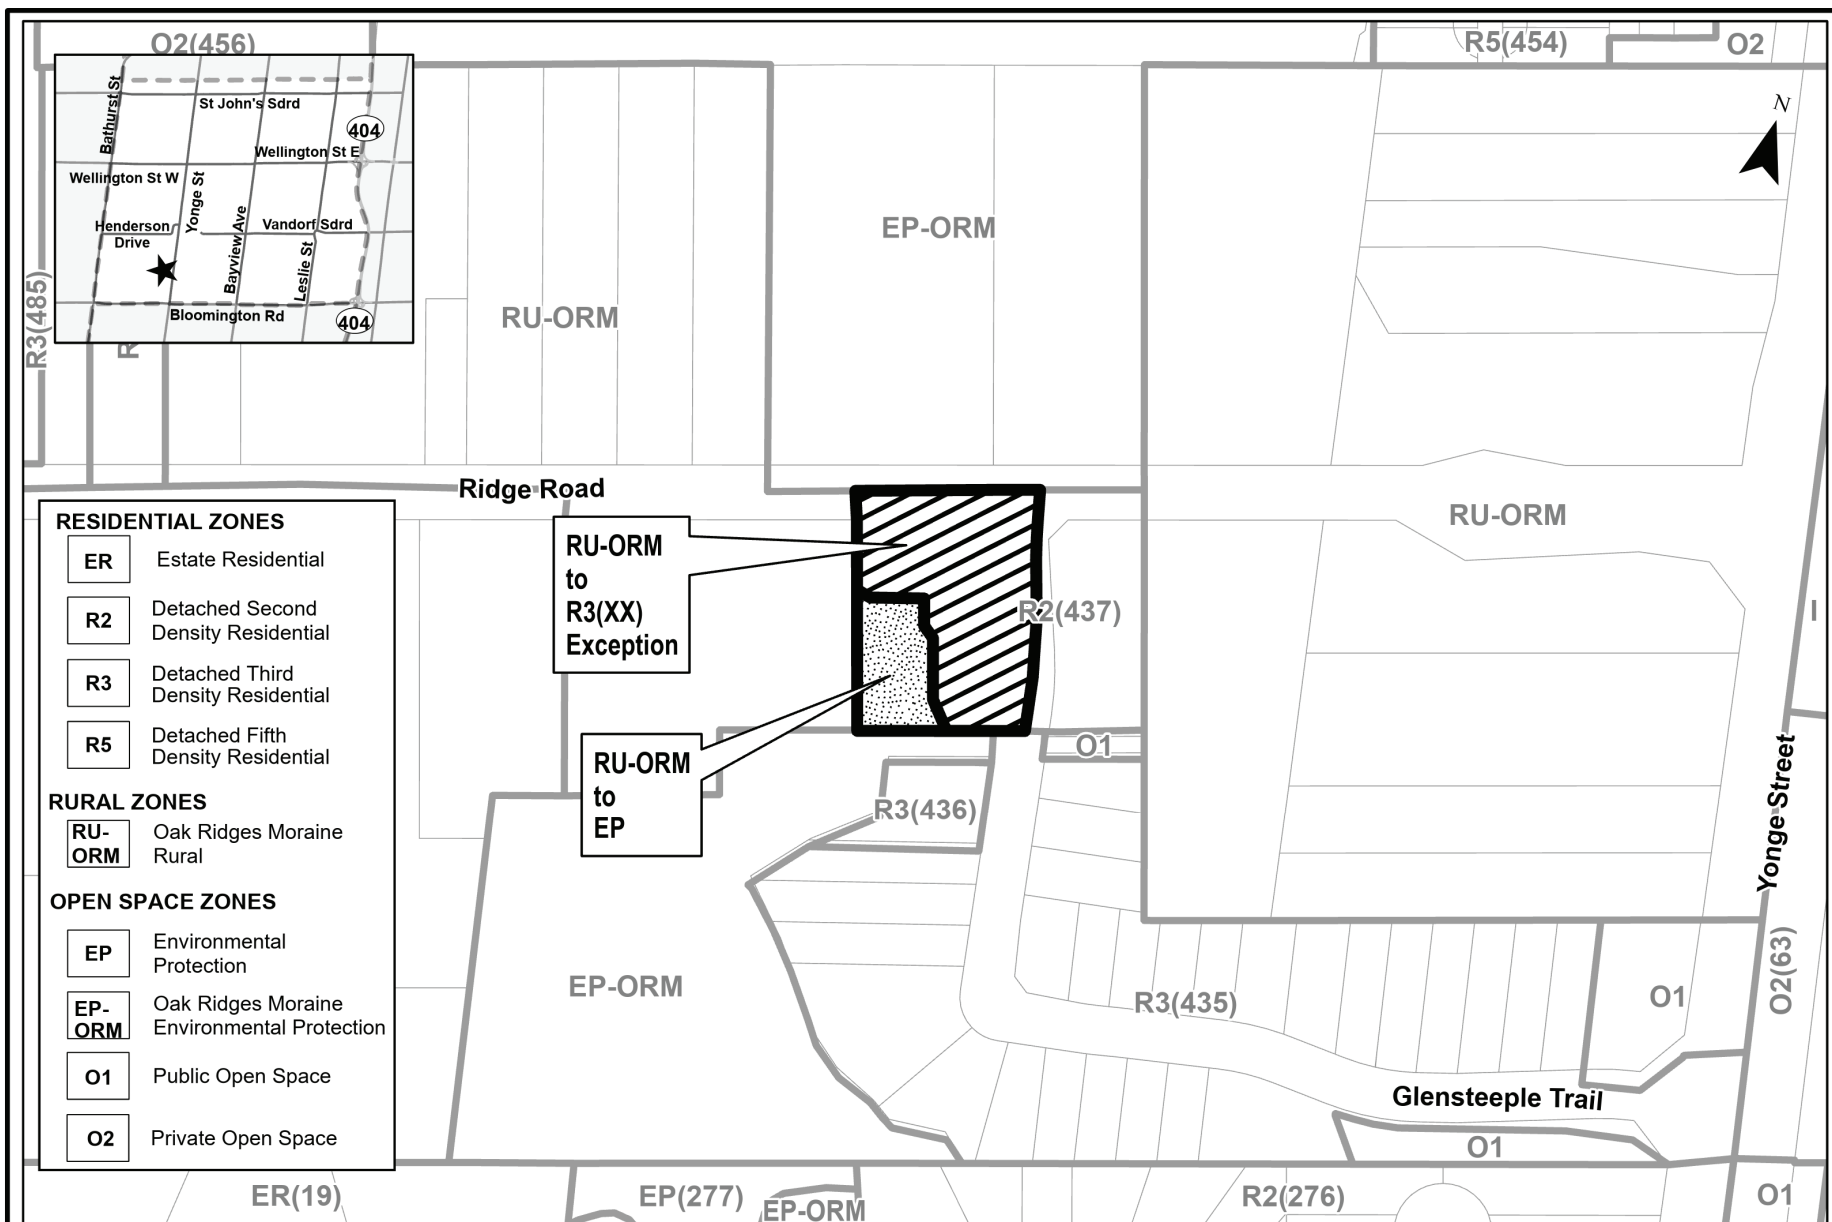 O2(456)
R5(454)
O2
N
Bathurst St
St John's Sdrd
404
Wellington St E
Wellington St W
Yonge St
Henderson
Drive
Bayview Ave
Vandorf Sdrd
Leslie St
Bloomington Rd
404
R3(485)
R
RU-ORM
EP-ORM
Ridge Road
RU-ORM
RESIDENTIAL ZONES
ER Estate Residential
R2 Detached Second
Density Residential
R3 Detached Third
Density Residential
R5 Detached Fifth
Density Residential
RURAL ZONES
RU-
ORM
Oak Ridges Moraine
Rural
OPEN SPACE ZONES
EP Environmental
Protection
EP-
ORM
Oak Ridges Moraine
Environmental Protection
O1 Public Open Space
O2 Private Open Space
RU-ORM
to
R3(XX)
Exception
R2(437)
I
RU-ORM
to
EP
O1
R3(436)
Yonge Street
EP-ORM
R3(435)
O1
O2(63)
Glensteeple Trail
O1
ER(19)
EP(277)
EP-ORM
R2(276)
O1